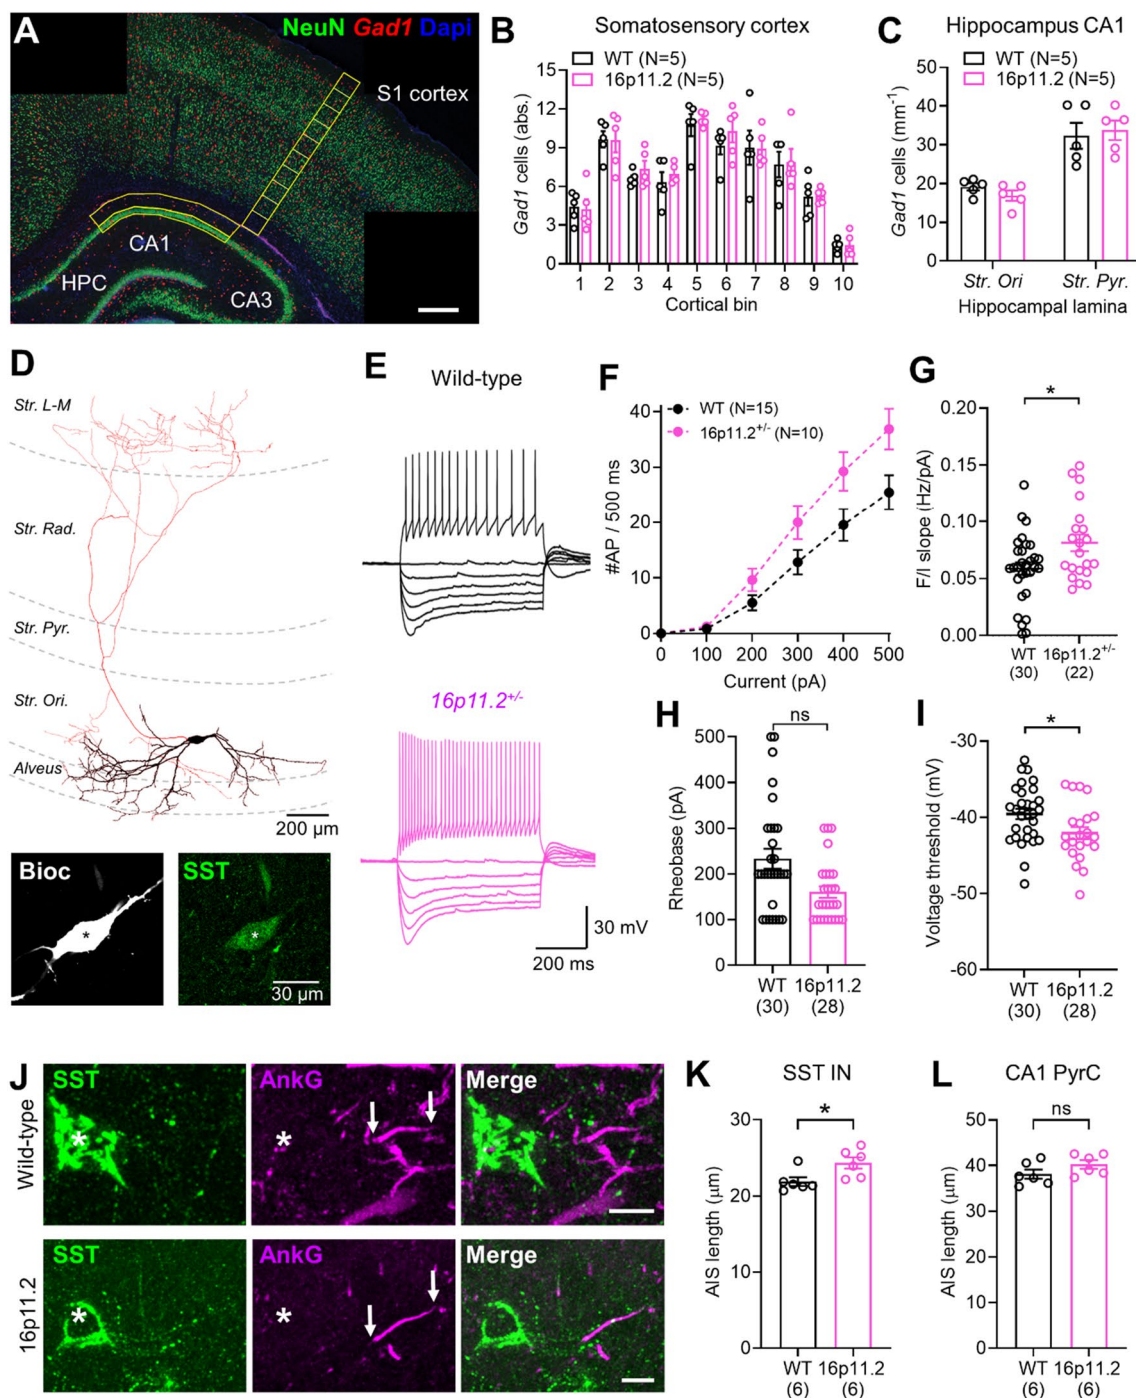 A
NeuN Gad1 Dapi
S1 cortex
CA1
HPC
CA3
B
Somatosensory cortex
WT (N=5)
16p11.2 (N=5)
Gad1 cells (abs.)
15
12
9
6
3
0
1 2 3 4 5 6 7 8 9 10
Cortical bin
C
Hippocampus CA1
WT (N=5)
16p11.2 (N=5)
Gad1 cells (mm⁻¹)
50
40
30
20
10
0
Str. Ori Str. Pyr.
Hippocampal lamina
D
Str. L-M
Str. Rad.
Str. Pyr.
Str. Ori.
Alveus
200 µm
Bioc
*
SST
*
30 µm
E
Wild-type
16p11.2⁺/⁻
30 mV
200 ms
F
WT (N=15)
16p11.2⁺/⁻ (N=10)
#AP / 500 ms
40
30
20
10
0
0 100 200 300 400 500
Current (pA)
G
*
F/I slope (Hz/pA)
0.20
0.15
0.10
0.05
0.00
WT 16p11.2⁺/⁻
(30) (22)
H
ns
Rheobase (pA)
500
400
300
200
100
0
WT 16p11.2
(30) (28)
I
*
Voltage threshold (mV)
-30
-40
-50
-60
WT 16p11.2
(30) (28)
J
Wild-type
SST
*
AnkG
*
Merge
16p11.2
SST
*
AnkG
*
Merge
K
SST IN
*
AIS length (µm)
30
20
10
0
WT 16p11.2
(6) (6)
L
CA1 PyrC
ns
AIS length (µm)
50
40
30
20
10
0
WT 16p11.2
(6) (6)